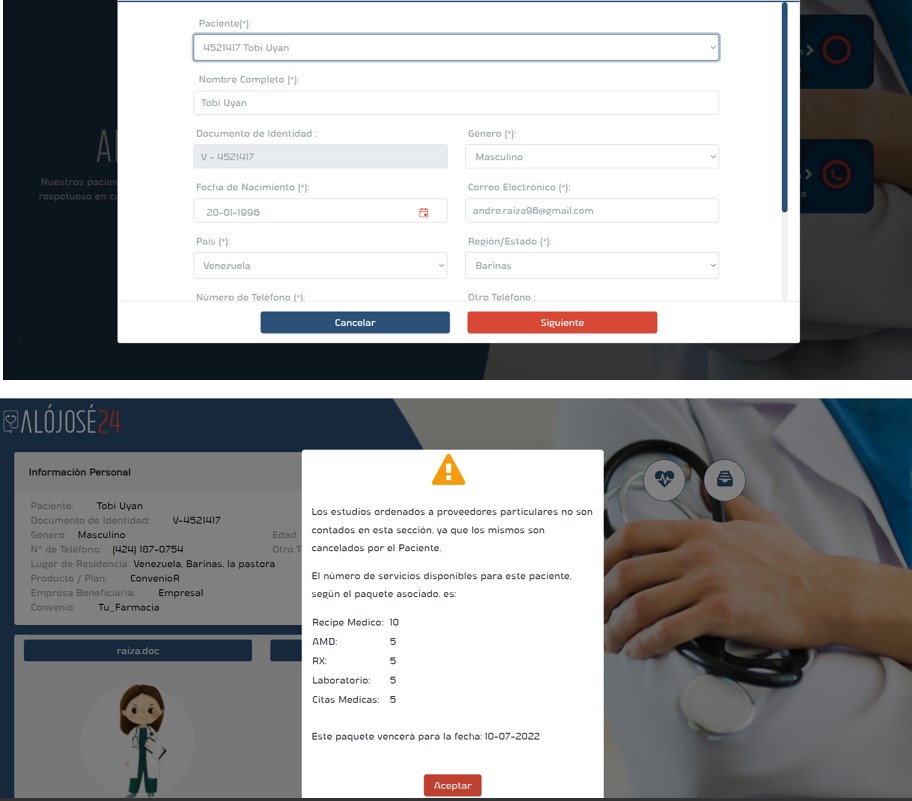 Paciente(*):
4521417 Tobi Uyan
Nombre Completo (*):
Tobi Uyan
Documento de Identidad :
Género (*):
V - 4521417
Masculino
Fecha de Nacimiento (*):
Correo Electrónico (*):
20-01-1996
andre.raiza96@gmail.com
País (*):
Región/Estado (*):
Venezuela
Barinas
Número de Teléfono (*):
Otro Teléfono :
Cancelar
Siguiente
A
Nuestros pacien
respetuoso en cu
ALÓJOSÉ24
Información Personal
Paciente: Tobi Uyan
Documento de Identidad: V-4521417
Género: Masculino
Edad:
N° de Teléfono: (424) 187-0754
Otro T
Lugar de Residencia: Venezuela, Barinas, la pastora
Producto / Plan: ConvenioR
Empresa Beneficiaria: Empresal
Convenio: Tu_Farmacia
raiza.doc
Los estudios ordenados a proveedores particulares no son
contados en esta sección, ya que los mismos son
cancelados por el Paciente.
El número de servicios disponibles para este paciente,
según el paquete asociado, es:
Recipe Medico: 10
AMD: 5
RX: 5
Laboratorio: 5
Citas Medicas: 5
Este paquete vencerá para la fecha: 10-07-2022
Aceptar